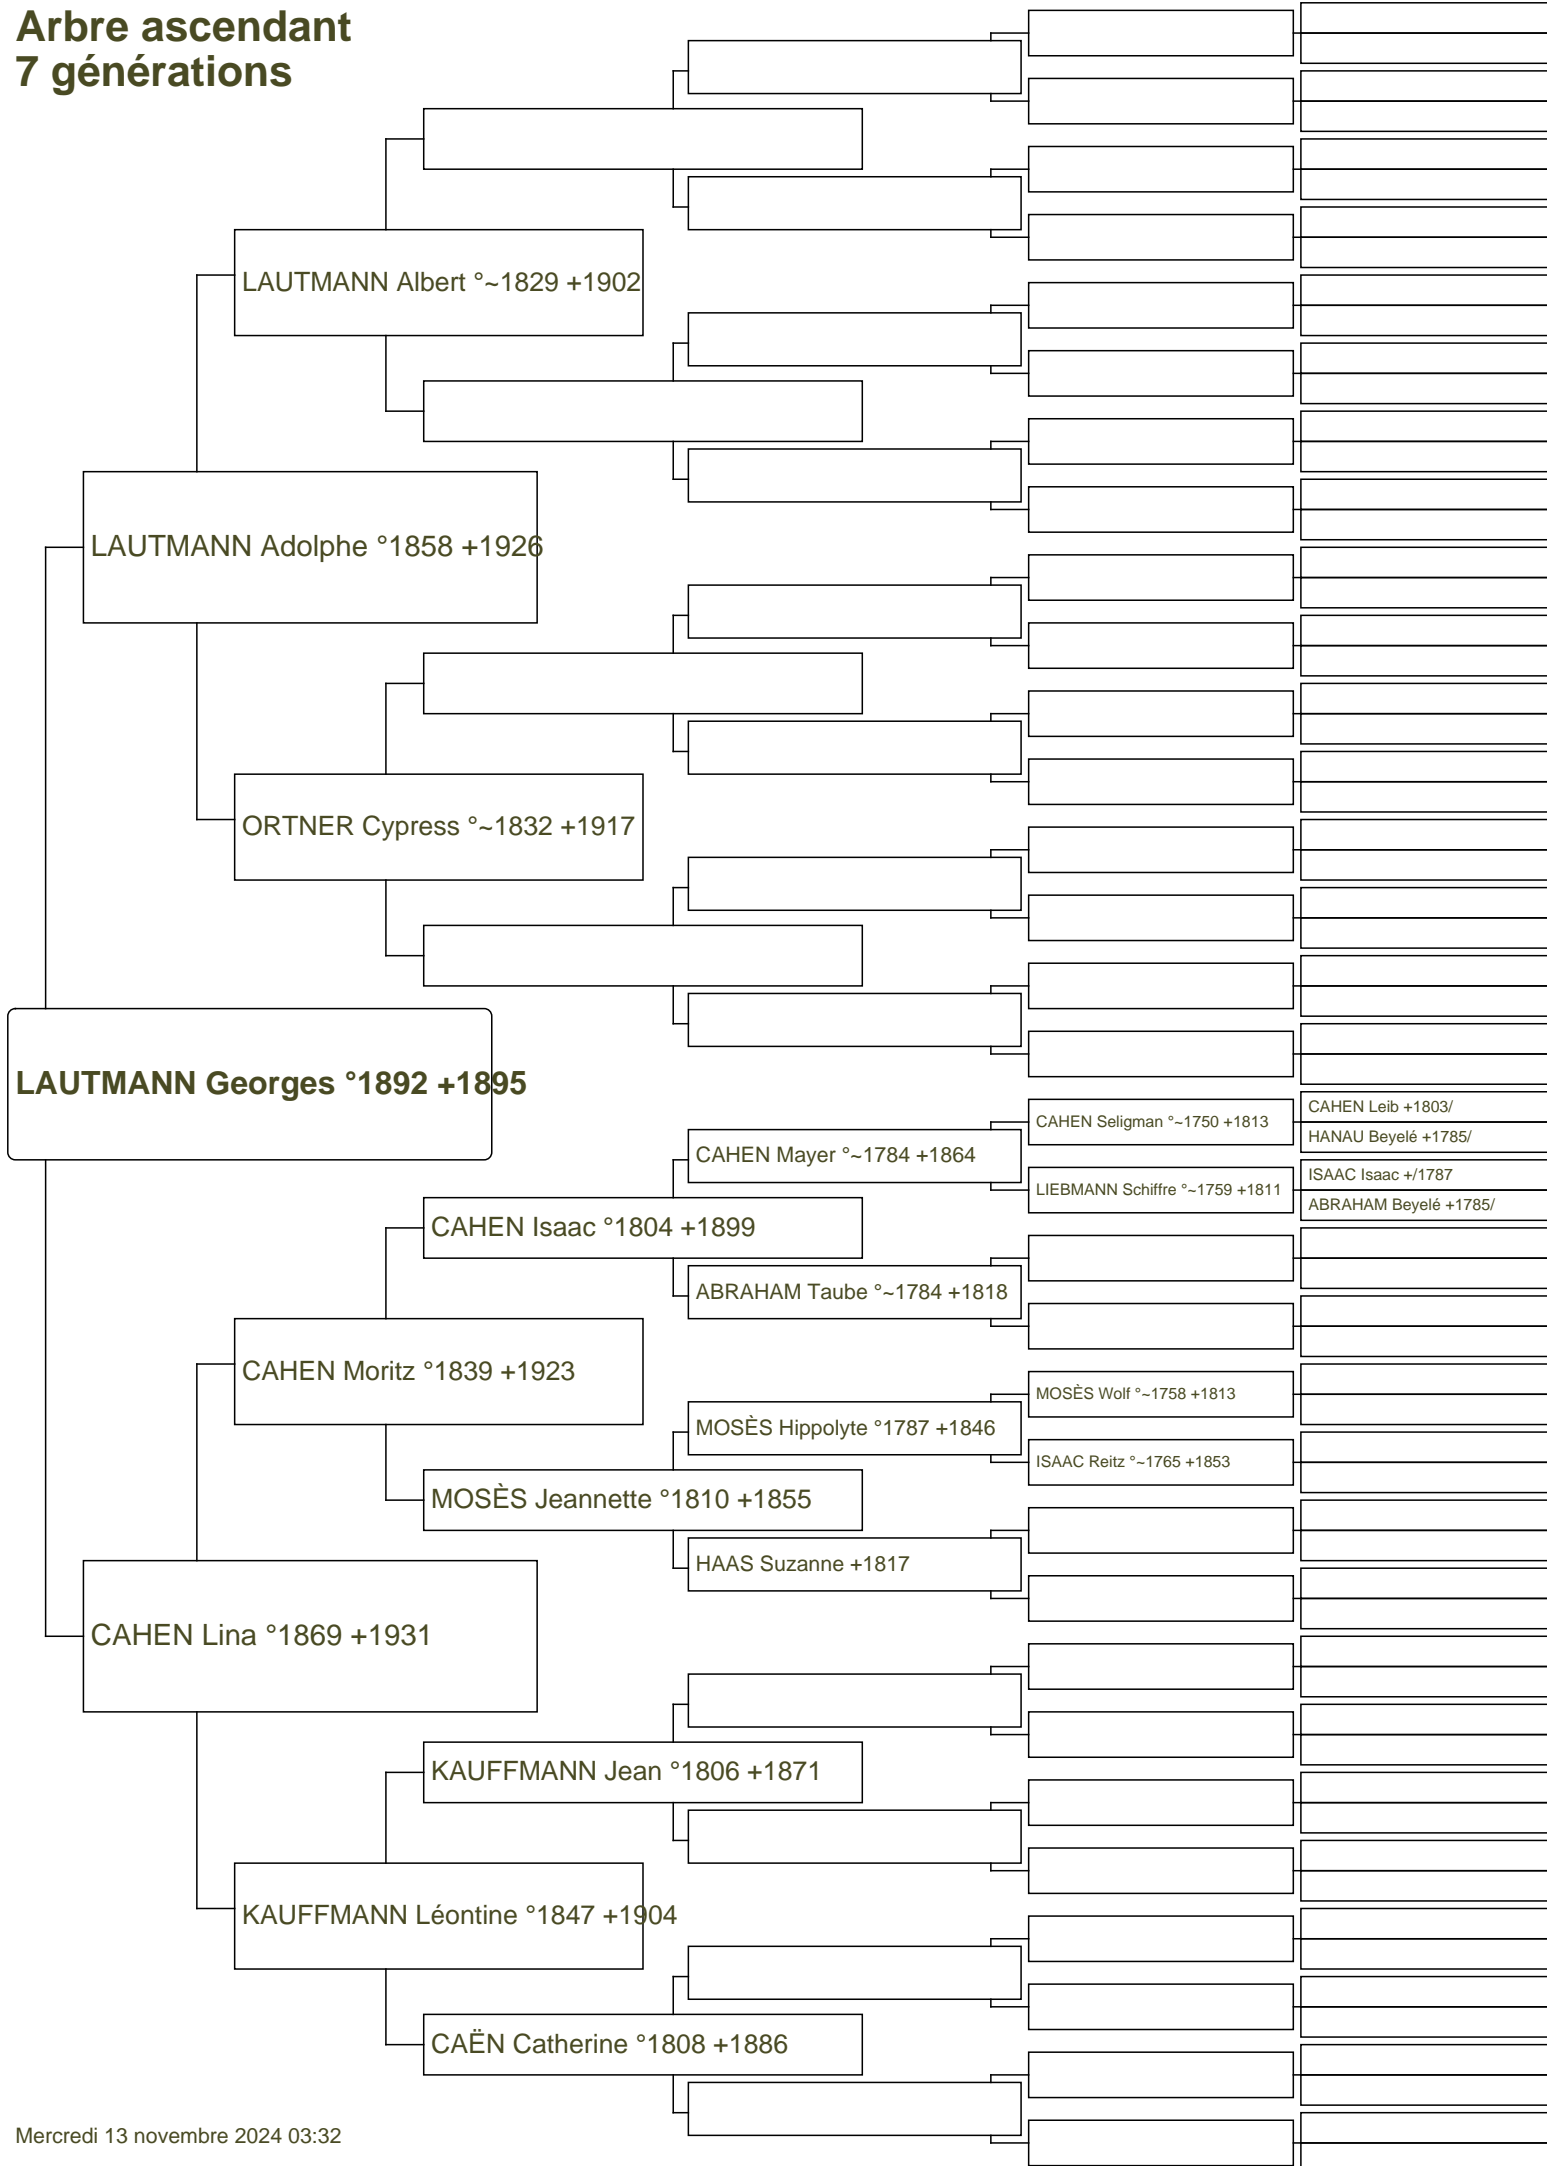 Arbre ascendant
7 générations
LAUTMANN Albert °~1829 +1902
LAUTMANN Adolphe °1858 +1926
ORTNER Cypress °~1832 +1917
LAUTMANN Georges °1892 +1895
CAHEN Leib +1803/
CAHEN Seligman °~1750 +1813
HANAU Beyelé +1785/
CAHEN Mayer °~1784 +1864
ISAAC Isaac +/1787
LIEBMANN Schiffre °~1759 +1811
ABRAHAM Beyelé +1785/
CAHEN Isaac °1804 +1899
ABRAHAM Taube °~1784 +1818
CAHEN Moritz °1839 +1923
MOSÈS Wolf °~1758 +1813
MOSÈS Hippolyte °1787 +1846
ISAAC Reitz °~1765 +1853
MOSÈS Jeannette °1810 +1855
HAAS Suzanne +1817
CAHEN Lina °1869 +1931
KAUFFMANN Jean °1806 +1871
KAUFFMANN Léontine °1847 +1904
CAËN Catherine °1808 +1886
Mercredi 13 novembre 2024 03:32